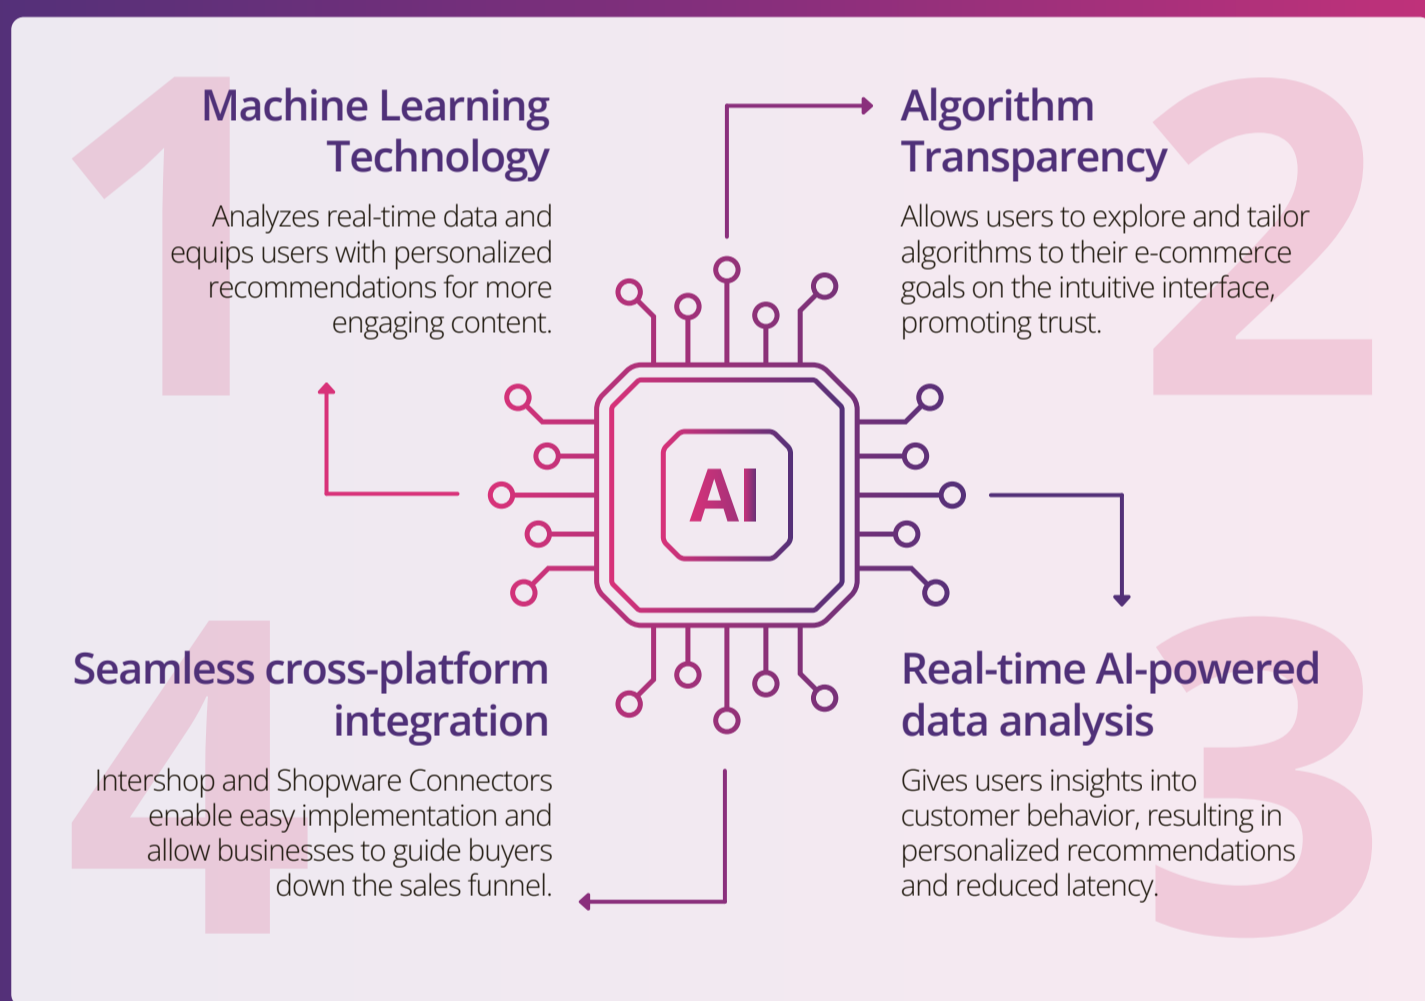 1
Machine Learning
Technology
Analyzes real-time data and
equips users with personalized
recommendations for more
engaging content.
2
Algorithm
Transparency
Allows users to explore and tailor
algorithms to their e-commerce
goals on the intuitive interface,
promoting trust.
AI
3
Real-time AI-powered
data analysis
Gives users insights into
customer behavior, resulting in
personalized recommendations
and reduced latency.
4
Seamless cross-platform
integration
Intershop and Shopware Connectors
enable easy implementation and
allow businesses to guide buyers
down the sales funnel.